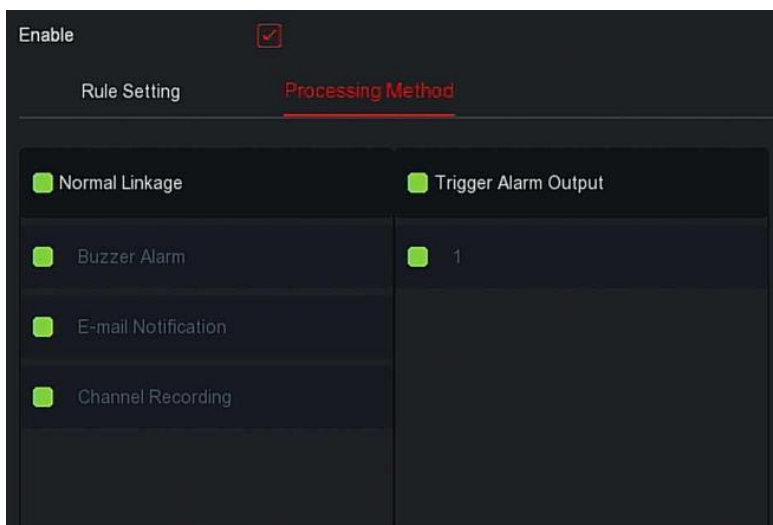 Enable
Rule Setting Processing Method
Normal Linkage Trigger Alarm Output
Buzzer Alarm 1
E-mail Notification
Channel Recording